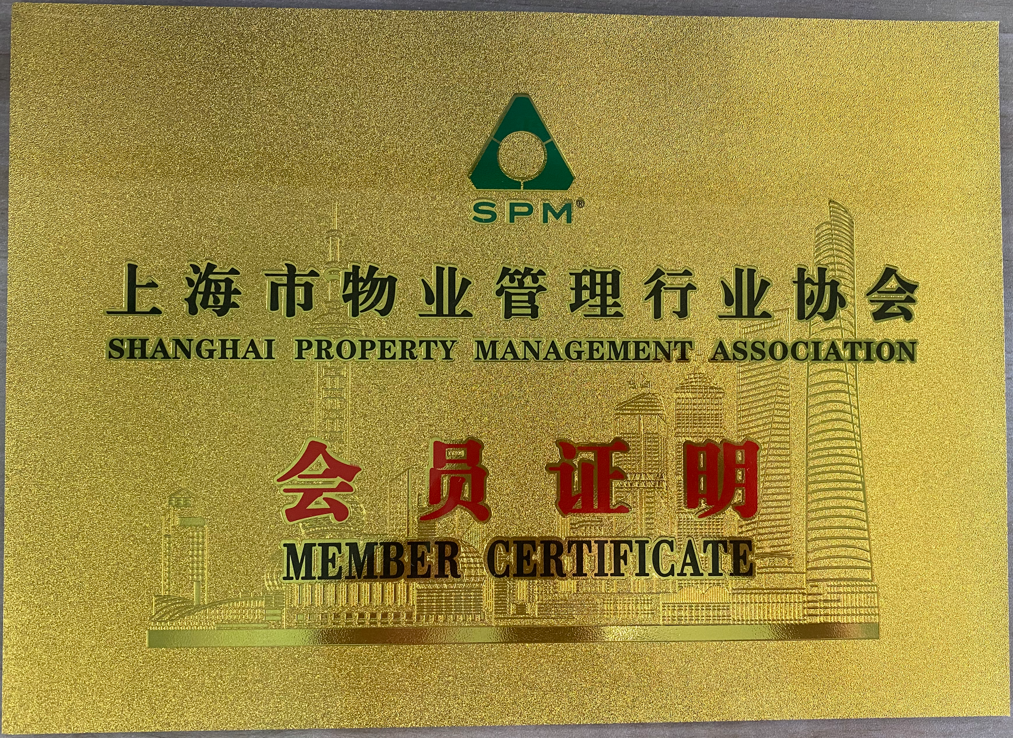 SPM®
上海市物业管理行业协会
SHANGHAI PROPERTY MANAGEMENT ASSOCIATION
会员证明
MEMBER CERTIFICATE